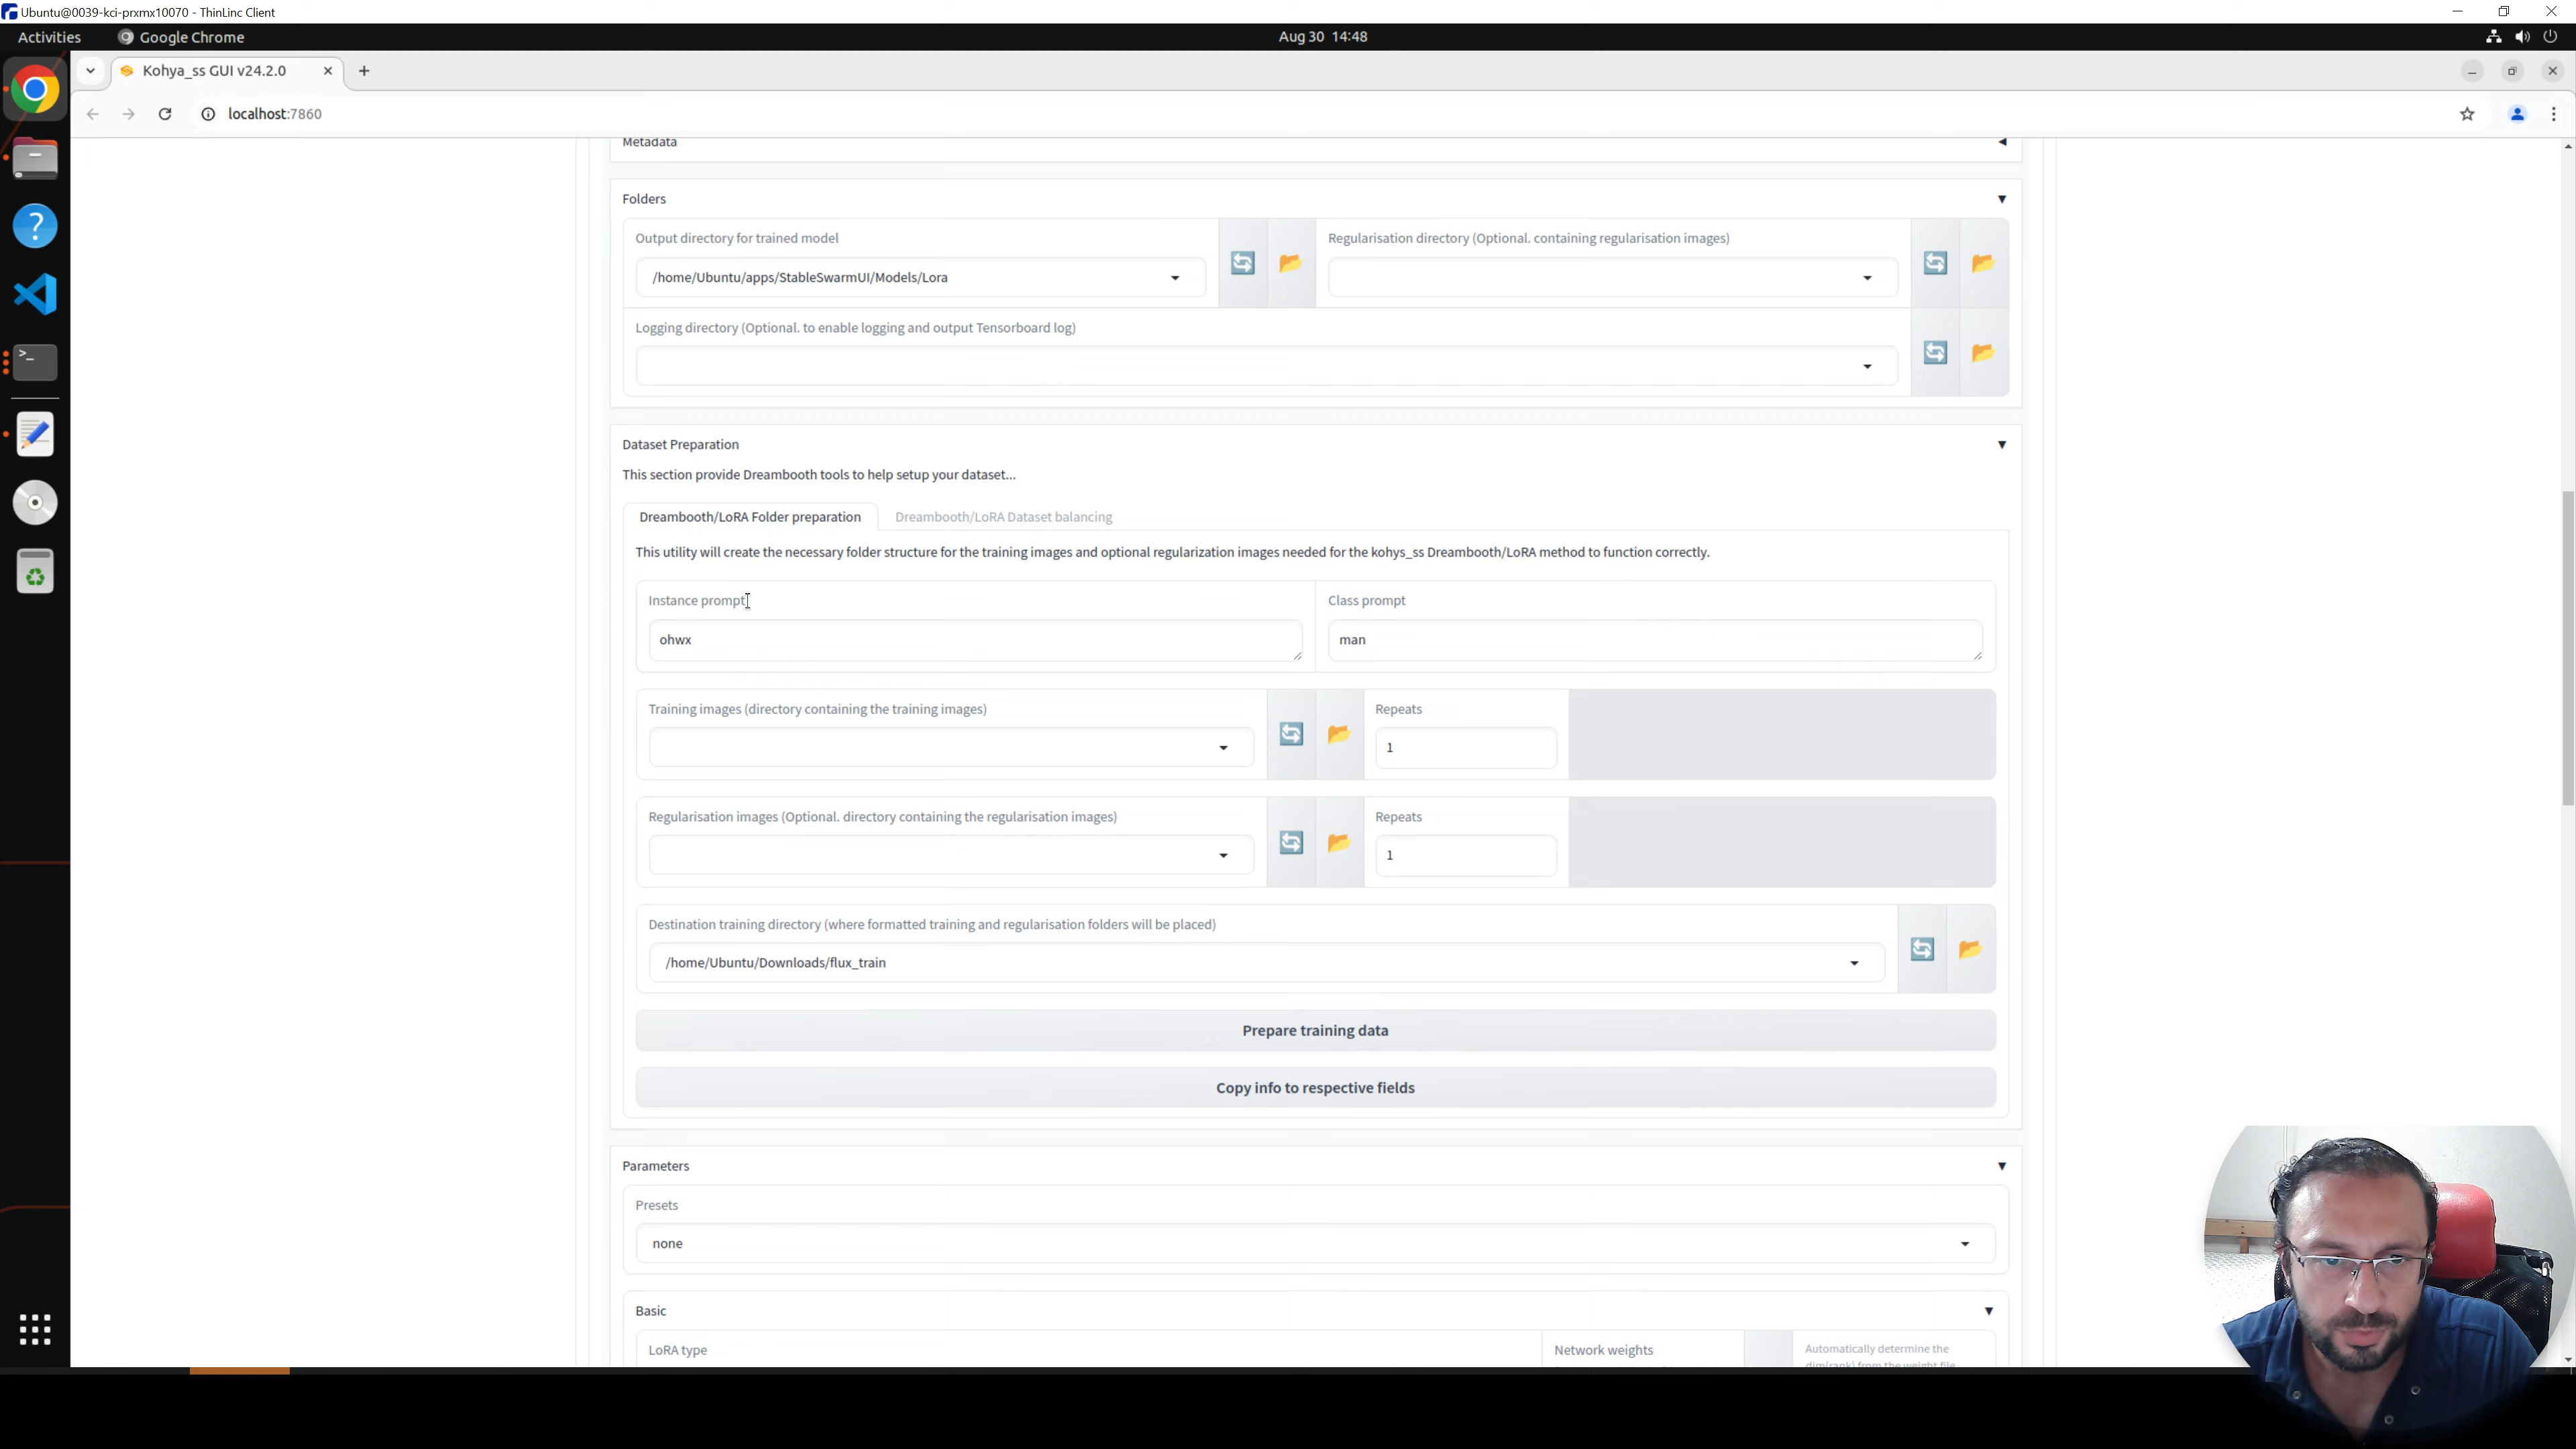 Ubuntu@0039-kci-prxmx10070 - ThinLinc Client
Activities
Google Chrome
Aug 30 14:48
Kohya_ss GUI v24.2.0
localhost:7860
Metadata
Folders
Output directory for trained model
Regularisation directory (Optional. containing regularisation images)
/home/Ubuntu/apps/StableSwarmUI/Models/Lora
Logging directory (Optional. to enable logging and output Tensorboard log)
Dataset Preparation
This section provide Dreambooth tools to help setup your dataset...
Dreambooth/LoRA Folder preparation
Dreambooth/LoRA Dataset balancing
This utility will create the necessary folder structure for the training images and optional regularization images needed for the kohys_ss Dreambooth/LoRA method to function correctly.
Instance prompt
Class prompt
ohwx
man
Training images (directory containing the training images)
Repeats
1
Regularisation images (Optional. directory containing the regularisation images)
Repeats
1
Destination training directory (where formatted training and regularisation folders will be placed)
/home/Ubuntu/Downloads/flux_train
Prepare training data
Copy info to respective fields
Parameters
Presets
none
Basic
LoRA type
Network weights
Automatically determine the
dim(rank) from the weight file